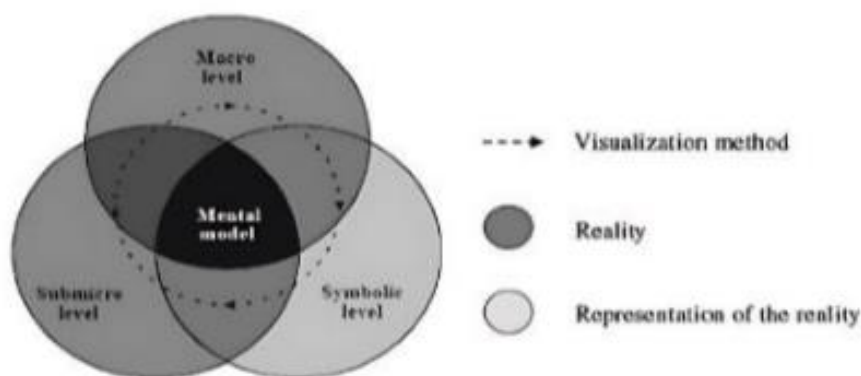 Macro
level
Mental
model
Submicro
level
Symbolic
level
Visualization method
Reality
Representation of the reality